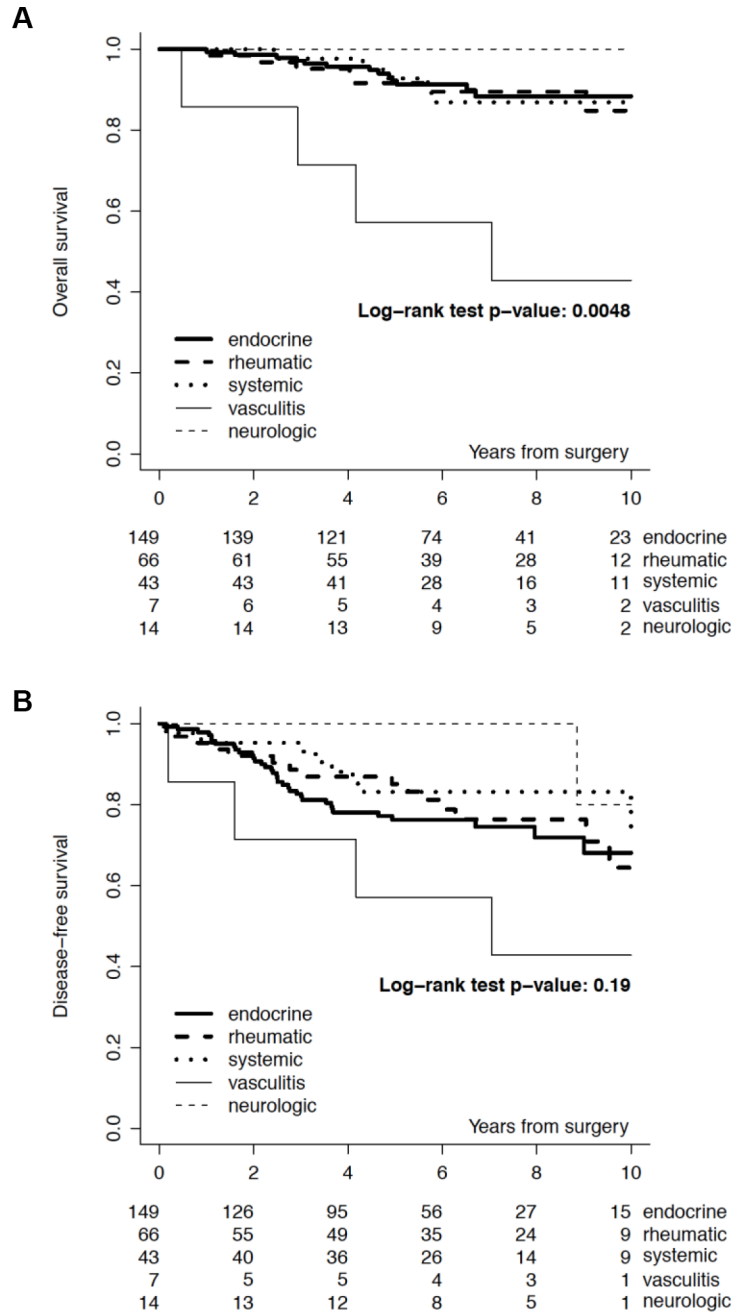 A
Overall survival
1.0
0.8
0.6
0.4
0.2
0.0
Log-rank test p-value: 0.0048
endocrine
rheumatic
systemic
vasculitis
neurologic
Years from surgery
0 2 4 6 8 10
149 139 121 74 41 23 endocrine
66 61 55 39 28 12 rheumatic
43 43 41 28 16 11 systemic
7 6 5 4 3 2 vasculitis
14 14 13 9 5 2 neurologic
B
Disease-free survival
1.0
0.8
0.6
0.4
0.2
0.0
Log-rank test p-value: 0.19
endocrine
rheumatic
systemic
vasculitis
neurologic
Years from surgery
0 2 4 6 8 10
149 126 95 56 27 15 endocrine
66 55 49 35 24 9 rheumatic
43 40 36 26 14 9 systemic
7 5 5 4 3 1 vasculitis
14 13 12 8 5 1 neurologic